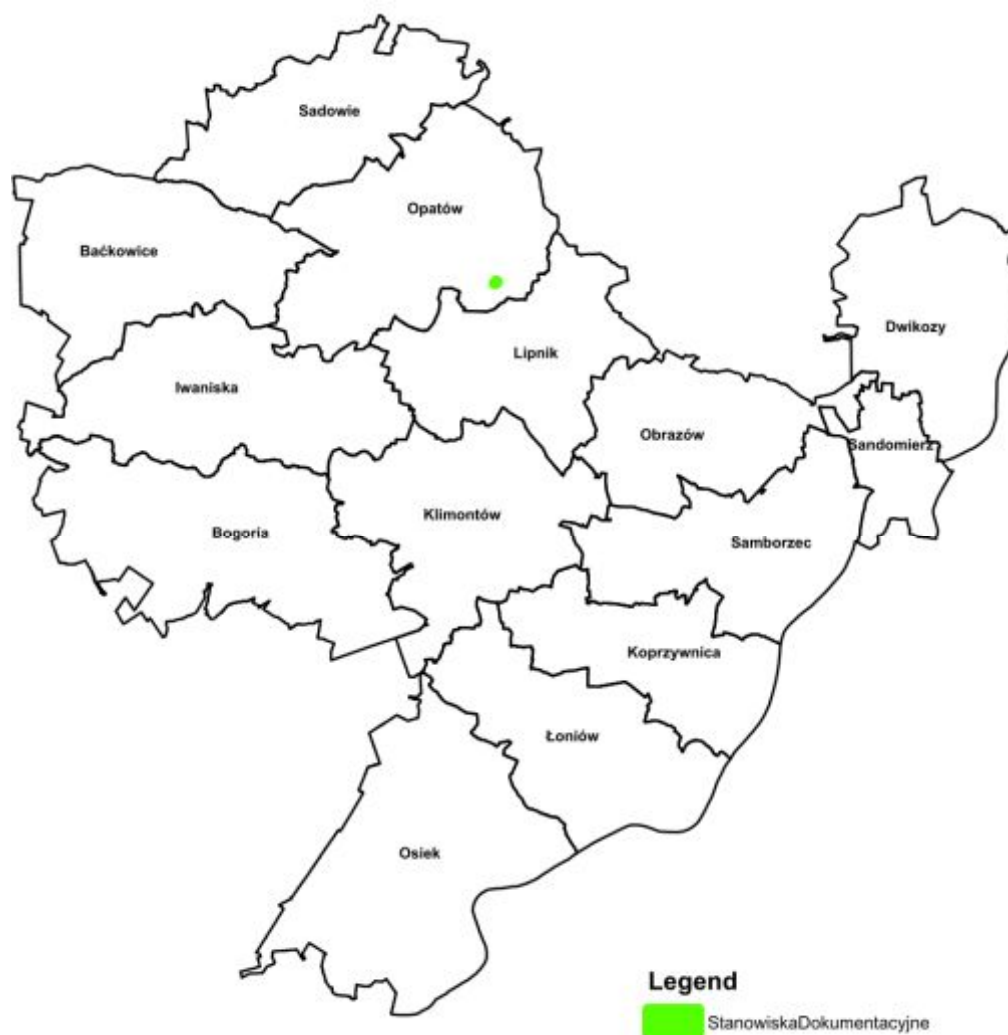 Sadowie
Opatów
Baćkowice
Dwikozy
Lipnik
Iwaniska
Obrazów
Sandomierz
Klimontów
Bogoria
Samborzec
Koprzywnica
Łoniów
Osiek
Legend
StanowiskaDokumentacyjne